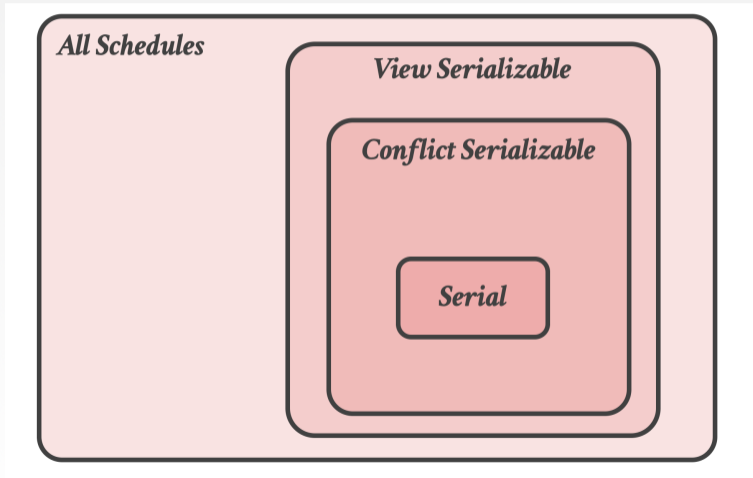 All Schedules
View Serializable
Conflict Serializable
Serial